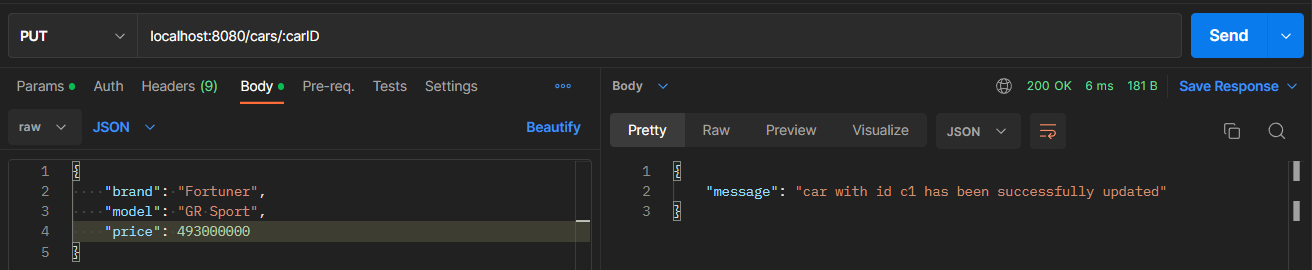 PUT localhost:8080/cars/:carID Send
Params Auth Headers (9) Body Pre-req. Tests Settings
raw JSON Beautify
1 {
2 "brand": "Fortuner",
3 "model": "GR Sport",
4 "price": 493000000
5 }
Body 200 OK 6 ms 181 B Save Response
Pretty Raw Preview Visualize JSON
1 {
2 "message": "car with id c1 has been successfully updated"
3 }